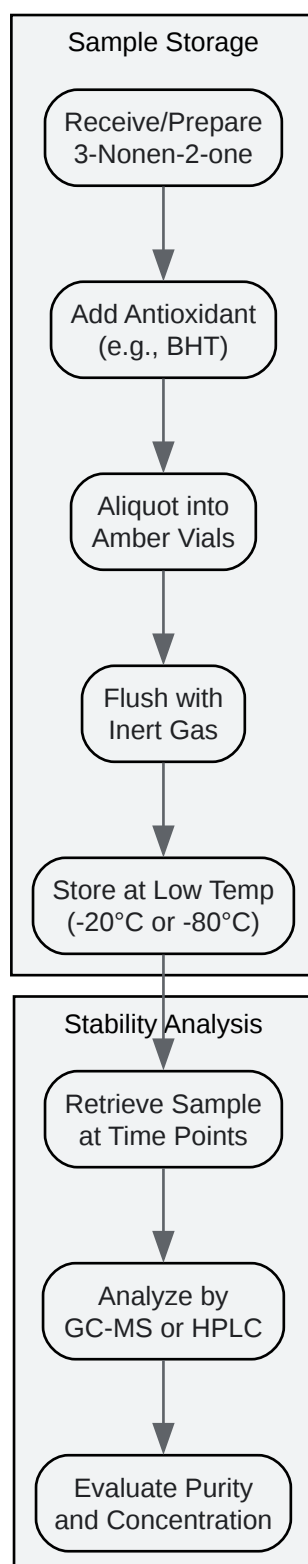 Sample Storage
Receive/Prepare
3-Nonen-2-one
Add Antioxidant
(e.g., BHT)
Aliquot into
Amber Vials
Flush with
Inert Gas
Store at Low Temp
(-20°C or -80°C)
Stability Analysis
Retrieve Sample
at Time Points
Analyze by
GC-MS or HPLC
Evaluate Purity
and Concentration